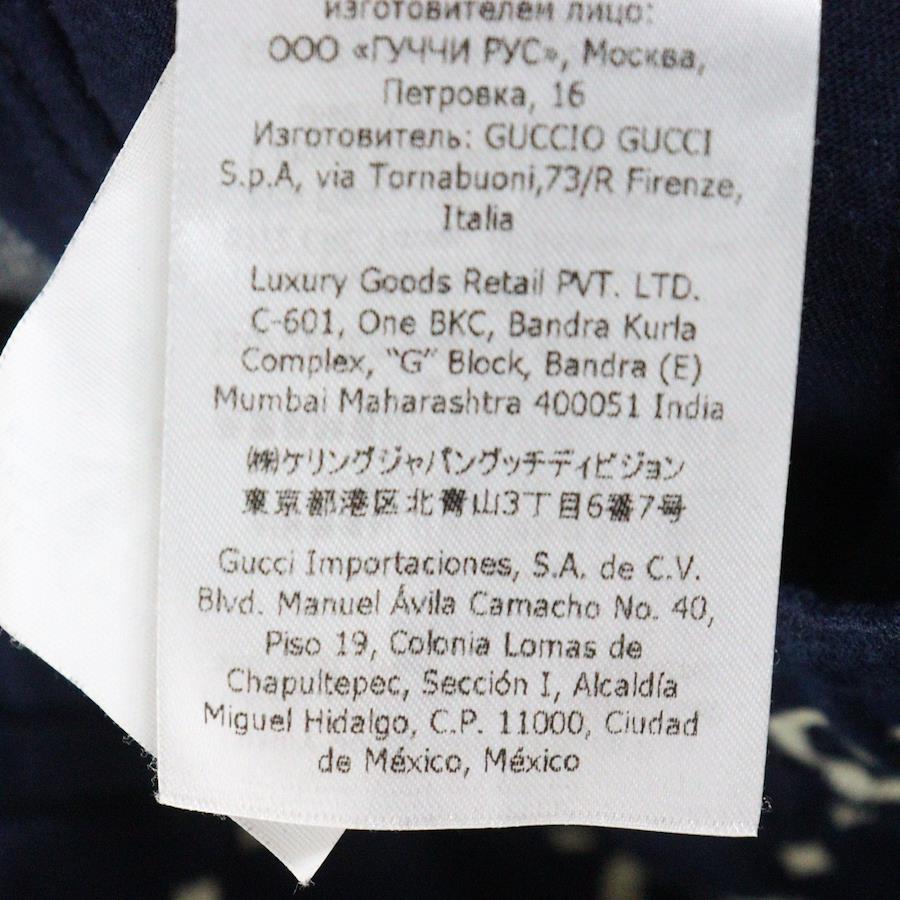 изготовителем лицо:
ООО «ГУЧЧИ РУС», Москва,
Петровка, 16
Изготовитель: GUCCIO GUCCI
S.p.A, via Tornabuoni,73/R Firenze,
Italia
Luxury Goods Retail PVT. LTD.
C-601, One BKC, Bandra Kurla
Complex, “G” Block, Bandra (E)
Mumbai Maharashtra 400051 India
㈱ケリングジャパングッチディビジョン
東京都港区北青山3丁目6番7号
Gucci Importaciones, S.A. de C.V.
Blvd. Manuel Ávila Camacho No. 40,
Piso 19, Colonia Lomas de
Chapultepec, Sección I, Alcaldía
Miguel Hidalgo, C.P. 11000, Ciudad
de México, México